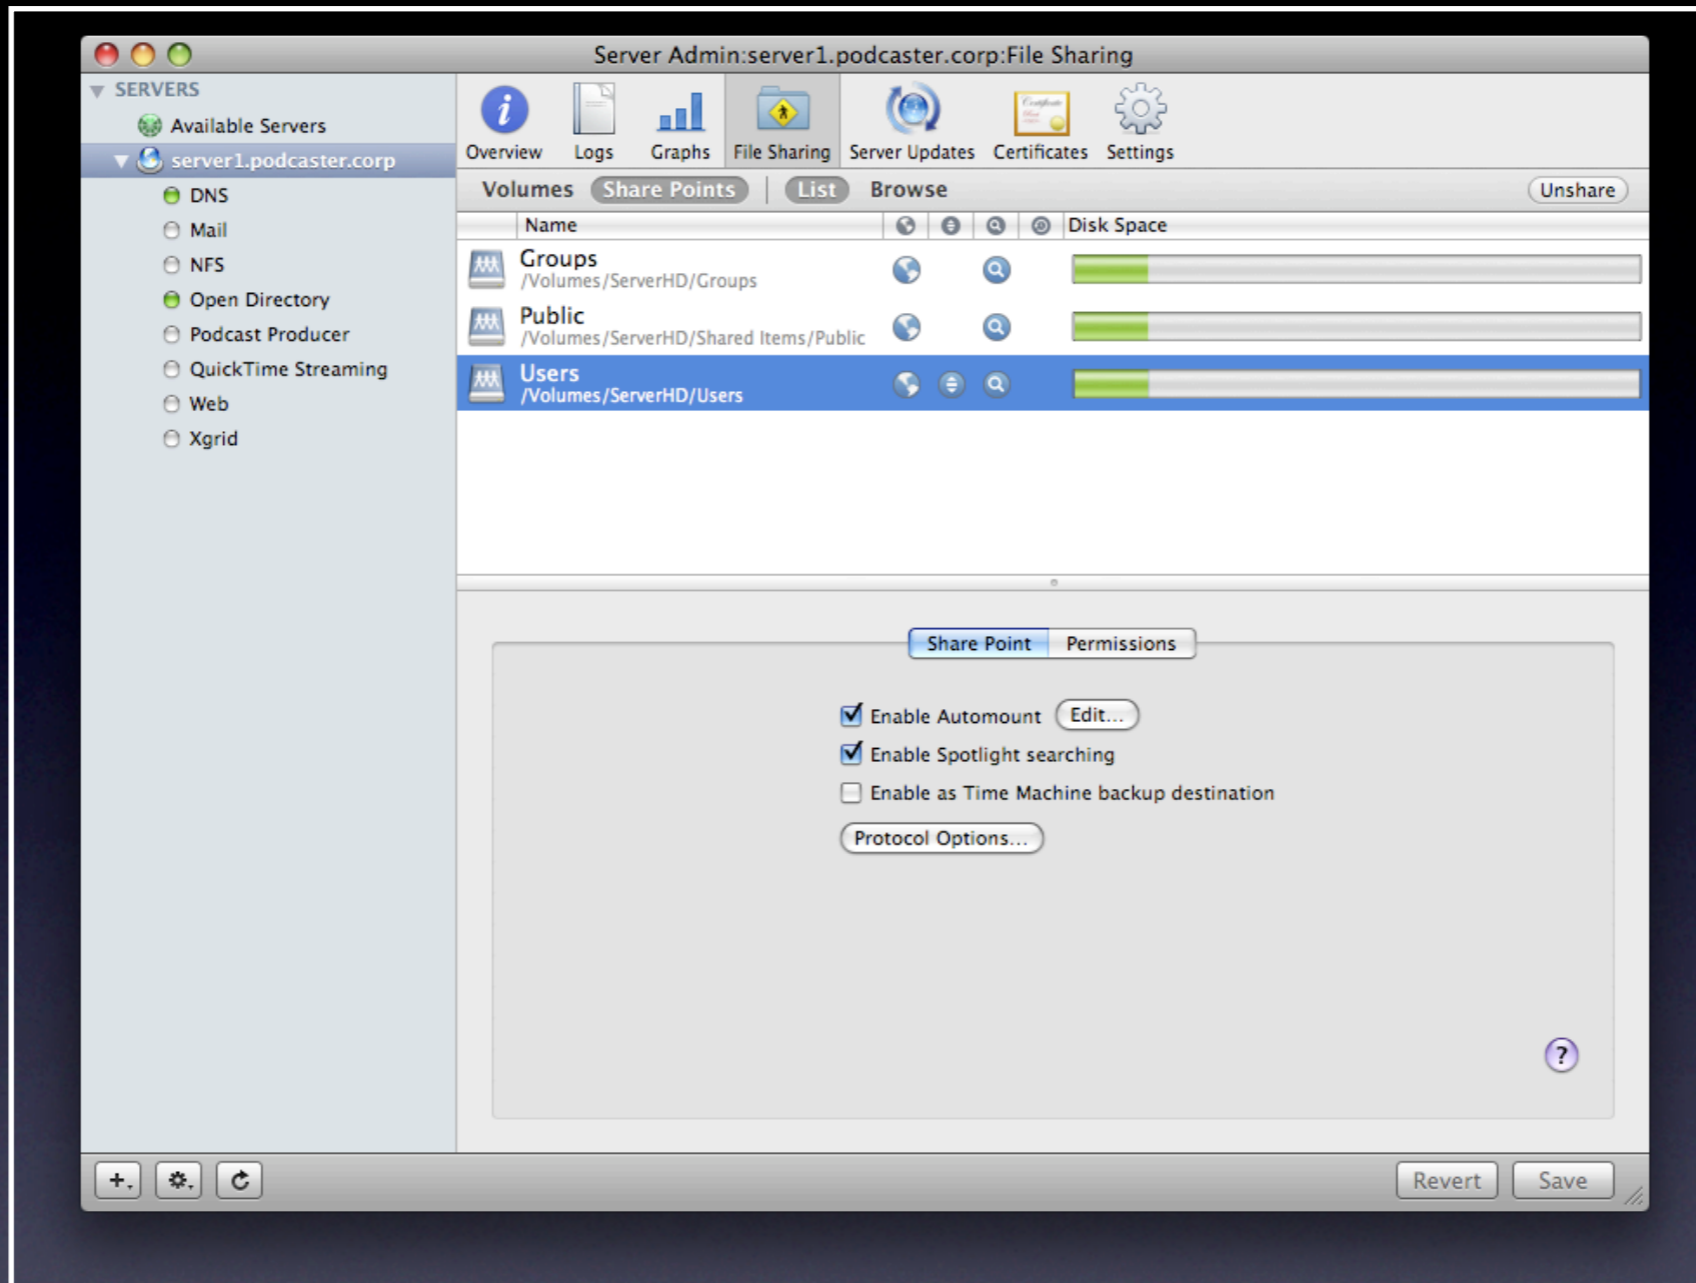 Server Admin:server1.podcaster.corp:File Sharing
SERVERS
Available Servers
server1.podcaster.corp
DNS
Mail
NFS
Open Directory
Podcast Producer
QuickTime Streaming
Web
Xgrid
Overview Logs Graphs File Sharing Server Updates Certificates Settings
Volumes Share Points List Browse Unshare
Name Disk Space
Groups
/Volumes/ServerHD/Groups
Public
/Volumes/ServerHD/Shared Items/Public
Users
/Volumes/ServerHD/Users
Share Point Permissions
Enable Automount Edit...
Enable Spotlight searching
Enable as Time Machine backup destination
Protocol Options...
?
Revert Save